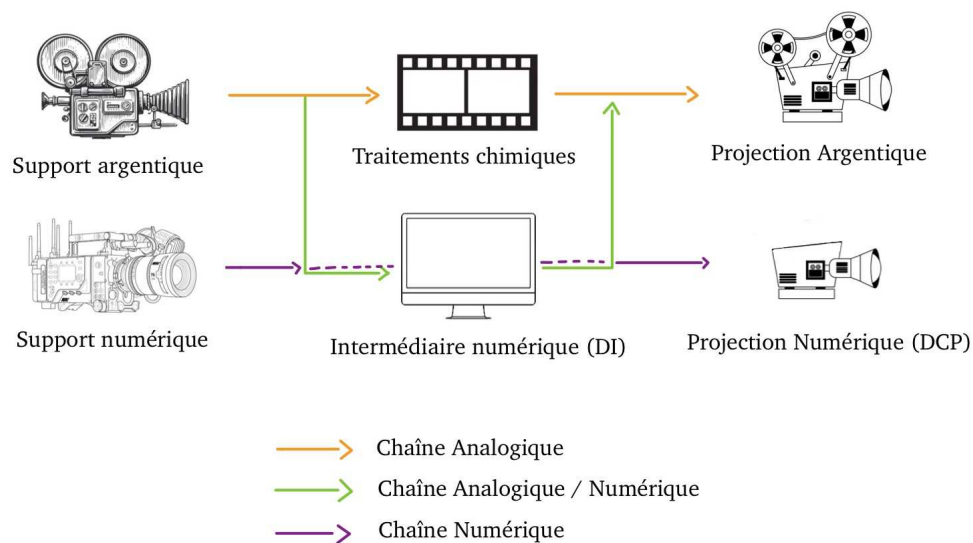 Support argentique
Traitements chimiques
Projection Argentique
Support numérique
Intermédiaire numérique (DI)
Projection Numérique (DCP)
Chaîne Analogique
Chaîne Analogique / Numérique
Chaîne Numérique